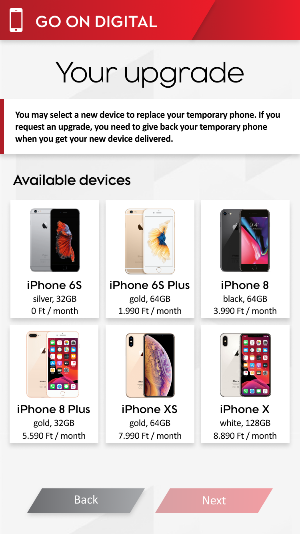 GO ON DIGITAL
Your upgrade
You may select a new device to replace your temporary phone. If you
request an upgrade, you need to give back your temporary phone
when you get your new device delivered.
Available devices
iPhone 6S
silver, 32GB
0 Ft / month
iPhone 6S Plus
gold, 64GB
1.990 Ft / month
iPhone 8
black, 64GB
3.990 Ft / month
iPhone 8 Plus
gold, 32GB
5.590 Ft / month
iPhone XS
gold, 64GB
7.990 Ft / month
iPhone X
white, 128GB
8.890 Ft / month
Back
Next